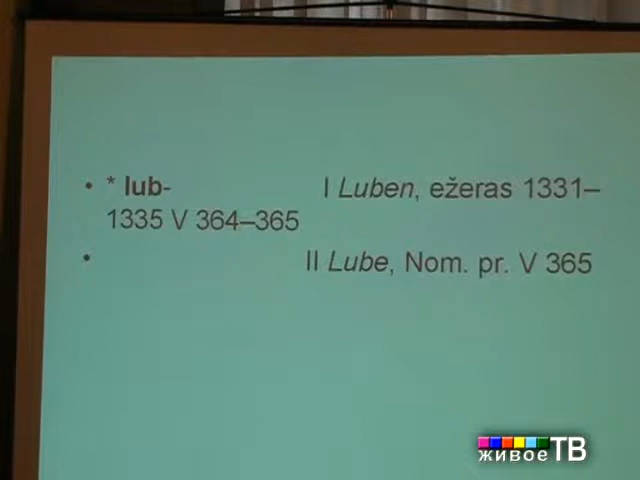 • * lub- I Luben, ežeras 1331–
1335 V 364–365
• II Lube, Nom. pr. V 365
живоеТВ